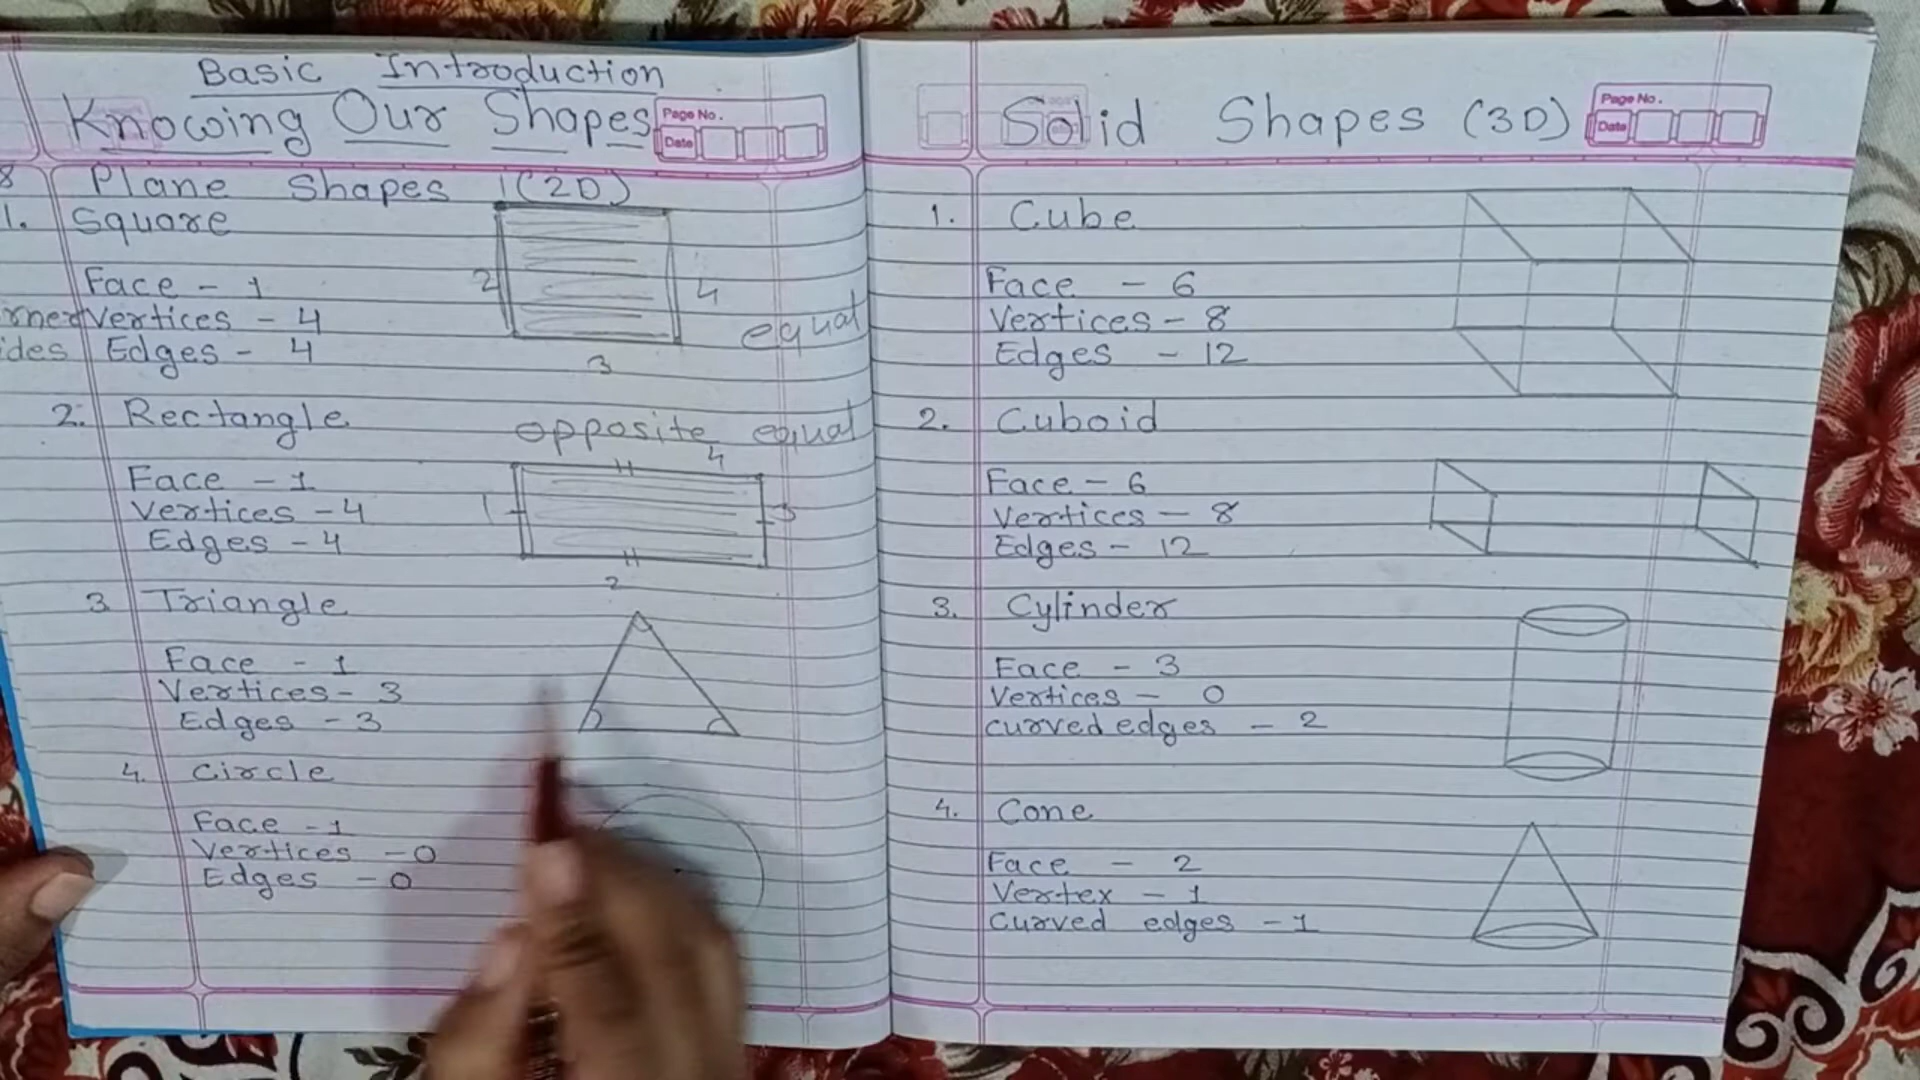 Basic Introduction
Knowing Our Shapes
Page No.
Date
8 Plane Shapes (2D)
1. Square
Face - 1
Vertices - 4
Edges - 4
2
4
3
equal
2. Rectangle
opposite equal
4
Face - 1
Vertices - 4
Edges - 4
1
3
2
3 Triangle
Face - 1
Vertices - 3
Edges - 3
4. Circle
Face - 1
Vertices - 0
Edges - 0
Solid Shapes (3D)
Page No.
Date
1. Cube
Face - 6
Vertices - 8
Edges - 12
2. Cuboid
Face - 6
Vertices - 8
Edges - 12
3. Cylinder
Face - 3
Vertices - 0
curved edges - 2
4. Cone
Face - 2
Vertex - 1
Curved edges - 1